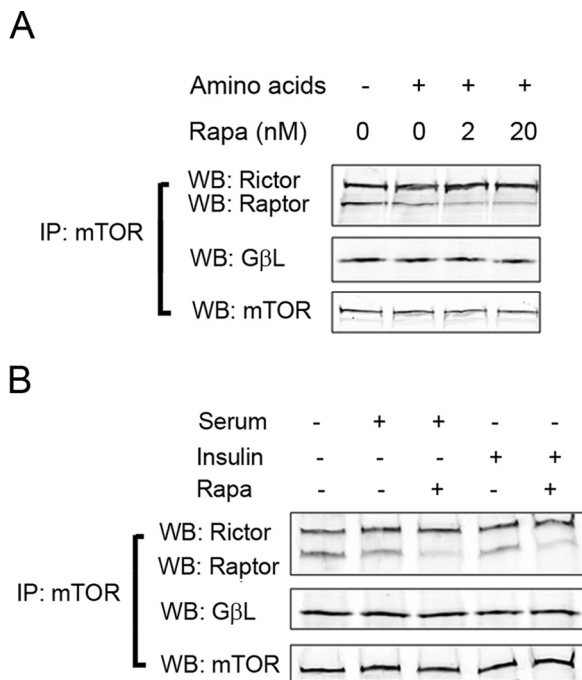 A
Amino acids - + + +
Rapa (nM) 0 0 2 20
WB: Rictor
WB: Raptor
IP: mTOR
WB: GβL
WB: mTOR
B
Serum - + + - -
Insulin - - - + +
Rapa - - + - +
WB: Rictor
WB: Raptor
IP: mTOR
WB: GβL
WB: mTOR